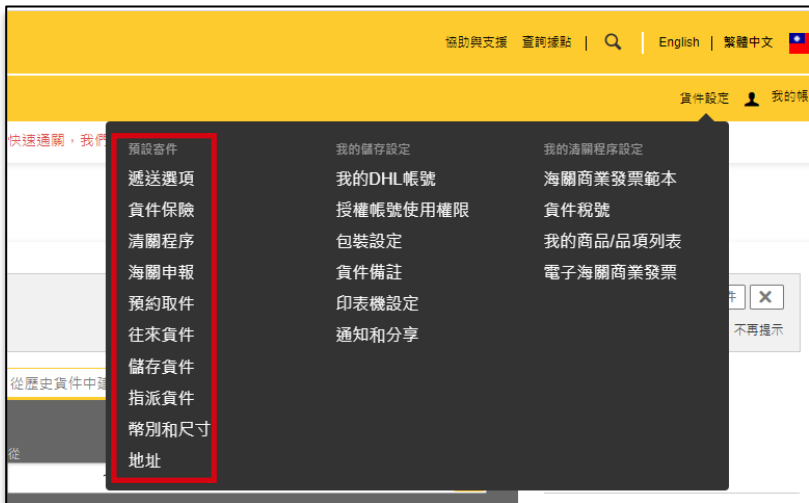 協助與支援 查詢據點 | English | 繁體中文
貨件設定 我的帳
快速通關，我們
預設寄件
遞送選項
貨件保險
清關程序
海關申報
預約取件
往來貨件
儲存貨件
指派貨件
幣別和尺寸
地址
我的儲存設定
我的DHL帳號
授權帳號使用權限
包裝設定
貨件備註
印表機設定
通知和分享
我的清關程序設定
海關商業發票範本
貨件稅號
我的商品/品項列表
電子海關商業發票
件
不再提示
從歷史貨件中建
從